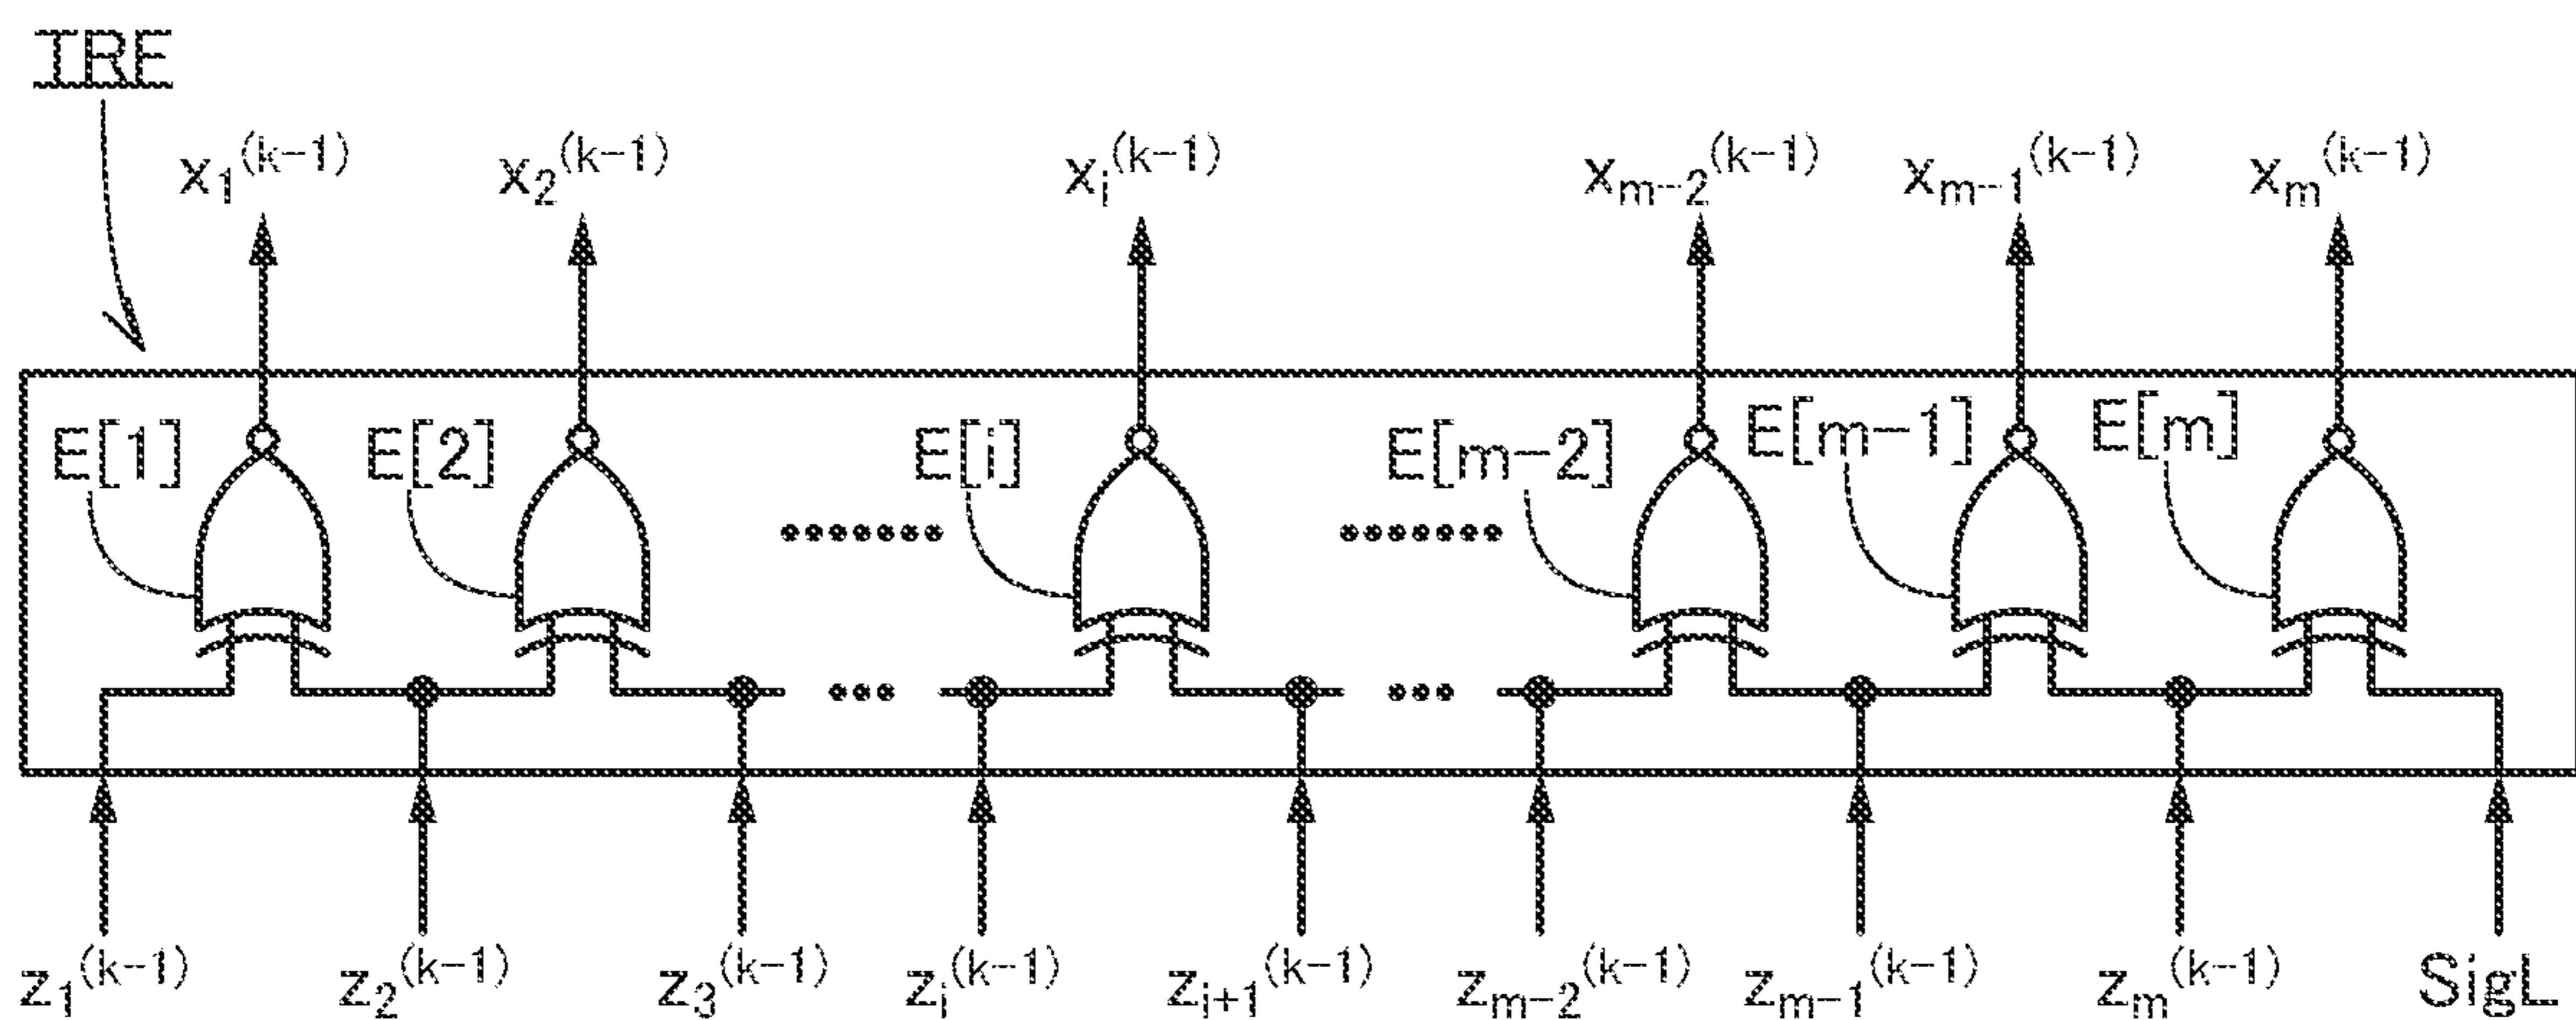 IRE
x1(k-1) x2(k-1) xi(k-1) xm-2(k-1) xm-1(k-1) xm(k-1)
E[1] E[2] E[i] E[m-2] E[m-1] E[m]
z1(k-1) z2(k-1) z3(k-1) zi(k-1) zi+1(k-1) zm-2(k-1) zm-1(k-1) zm(k-1) SigL